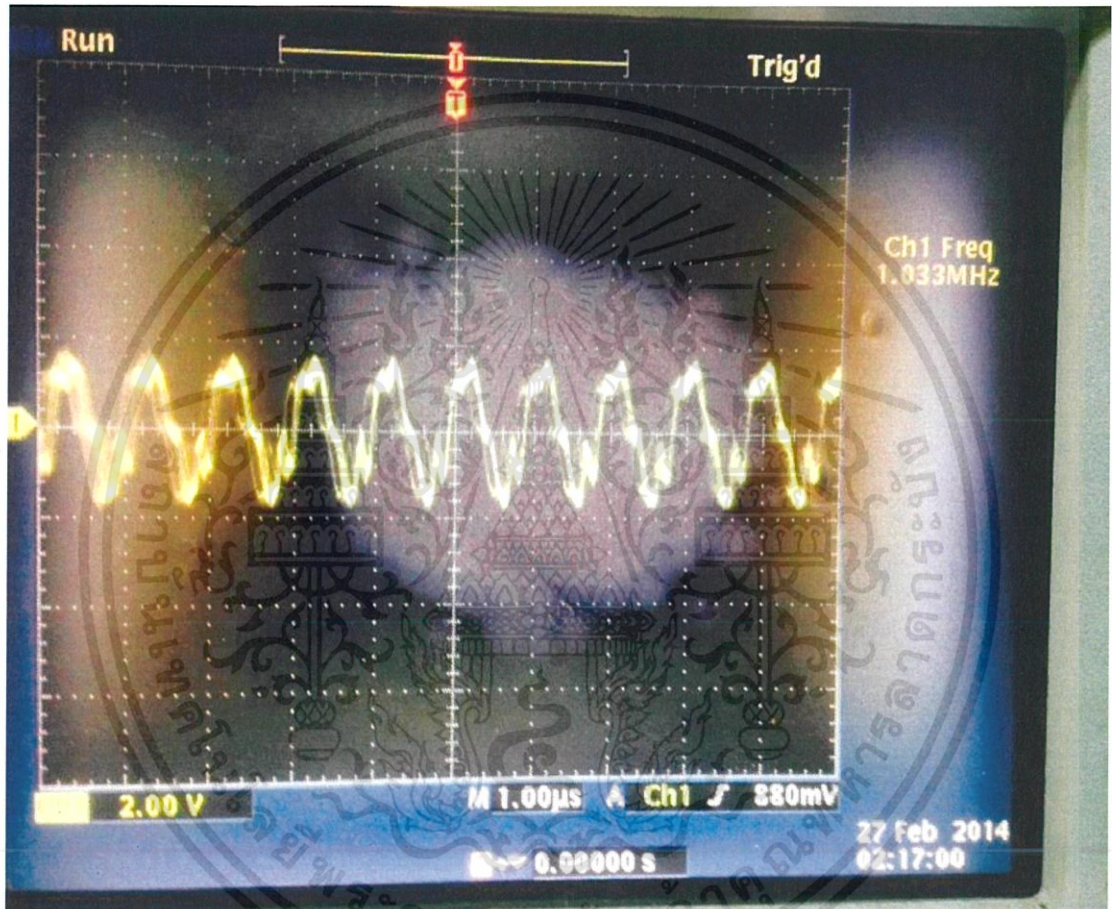 Run
Trig'd
Ch1 Freq
1.033MHz
2.00 V
M 1.00µs
A Ch1 ʃ 880mV
27 Feb 2014
02:17:00
0.00000 s